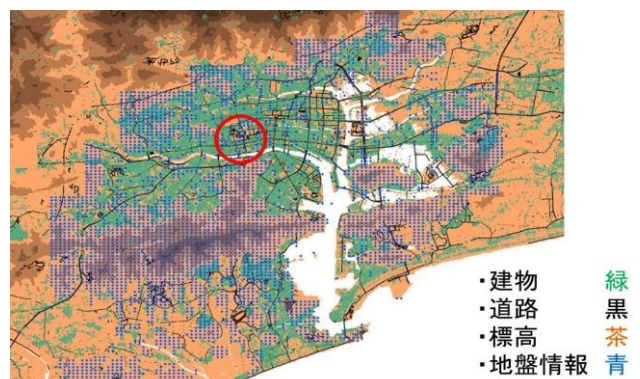 ・建物 緑
・道路 黒
・標高 茶
・地盤情報 青